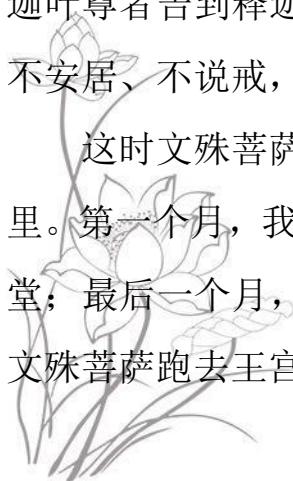 迦叶尊者告到释迦
不安居、不说戒，
这时文殊菩萨
里。第一个月，我
堂；最后一个月，
文殊菩萨跑去王宫